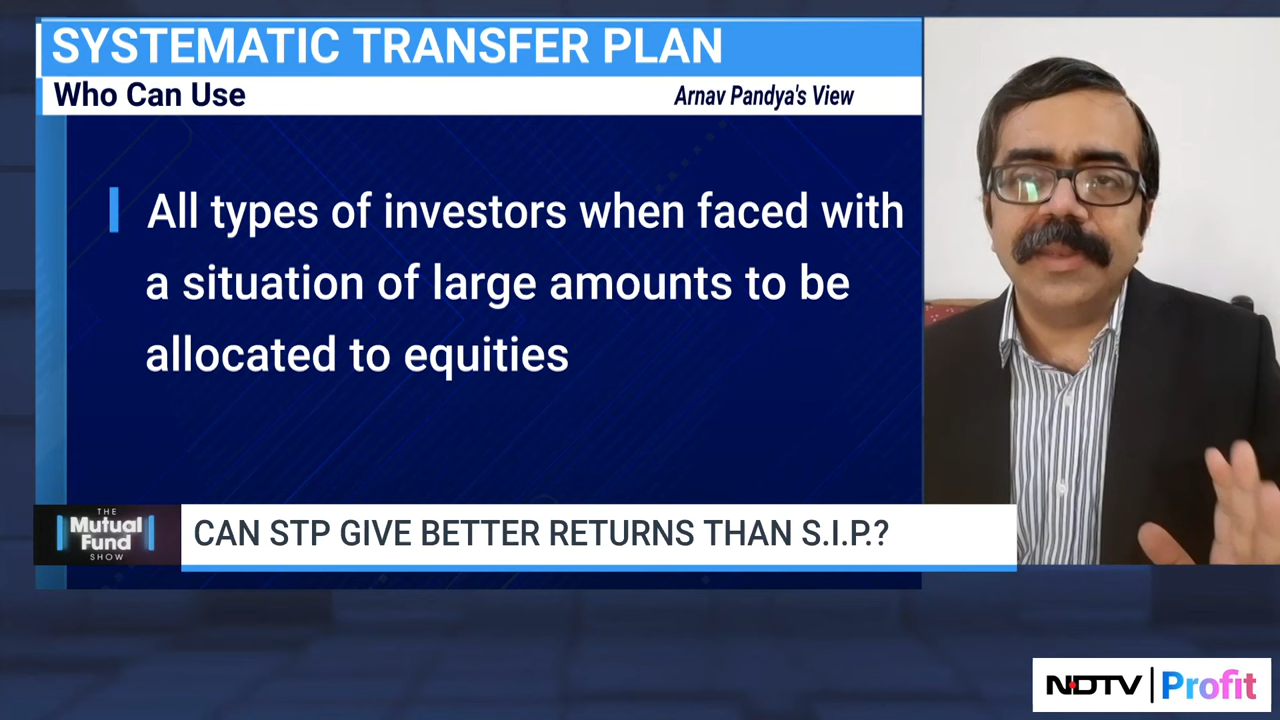 SYSTEMATIC TRANSFER PLAN
Who Can Use
Arnav Pandya's View
All types of investors when faced with
a situation of large amounts to be
allocated to equities
THE
Mutual
Fund
SHOW
CAN STP GIVE BETTER RETURNS THAN S.I.P.?
NDTV Profit